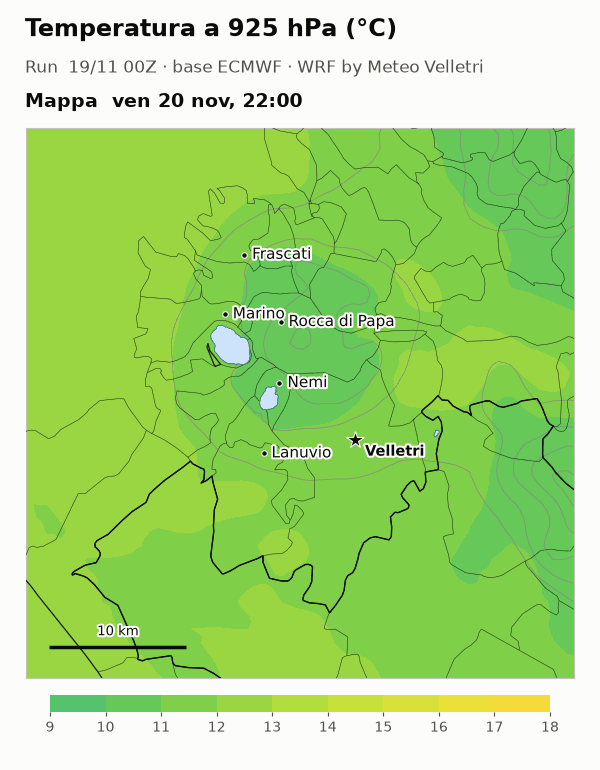 Temperatura a 925 hPa (°C)
Run  19/11 00Z · base ECMWF · WRF by Meteo Velletri
Mappa  ven 20 nov, 22:00
Frascati
Marino
Rocca di Papa
Nemi
Velletri
Lanuvio
10 km
9 10 11 12 13 14 15 16 17 18